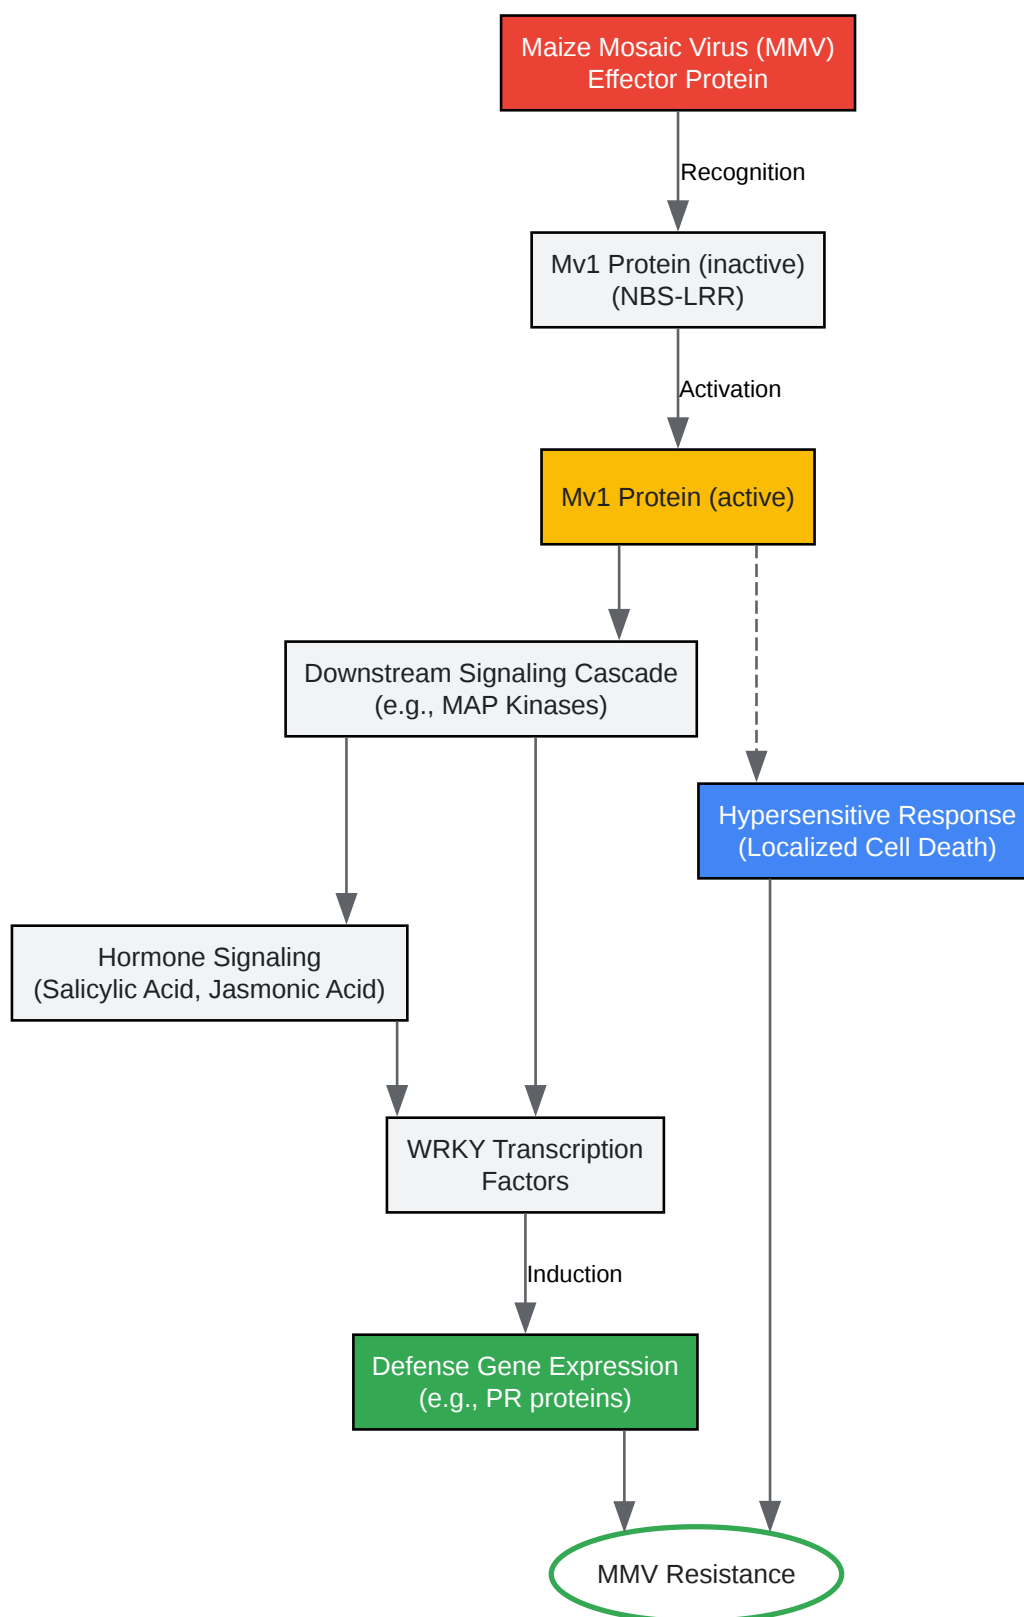 Maize Mosaic Virus (MMV)
Effector Protein
Recognition
Mv1 Protein (inactive)
(NBS-LRR)
Activation
Mv1 Protein (active)
Downstream Signaling Cascade
(e.g., MAP Kinases)
Hypersensitive Response
(Localized Cell Death)
Hormone Signaling
(Salicylic Acid, Jasmonic Acid)
WRKY Transcription
Factors
Induction
Defense Gene Expression
(e.g., PR proteins)
MMV Resistance